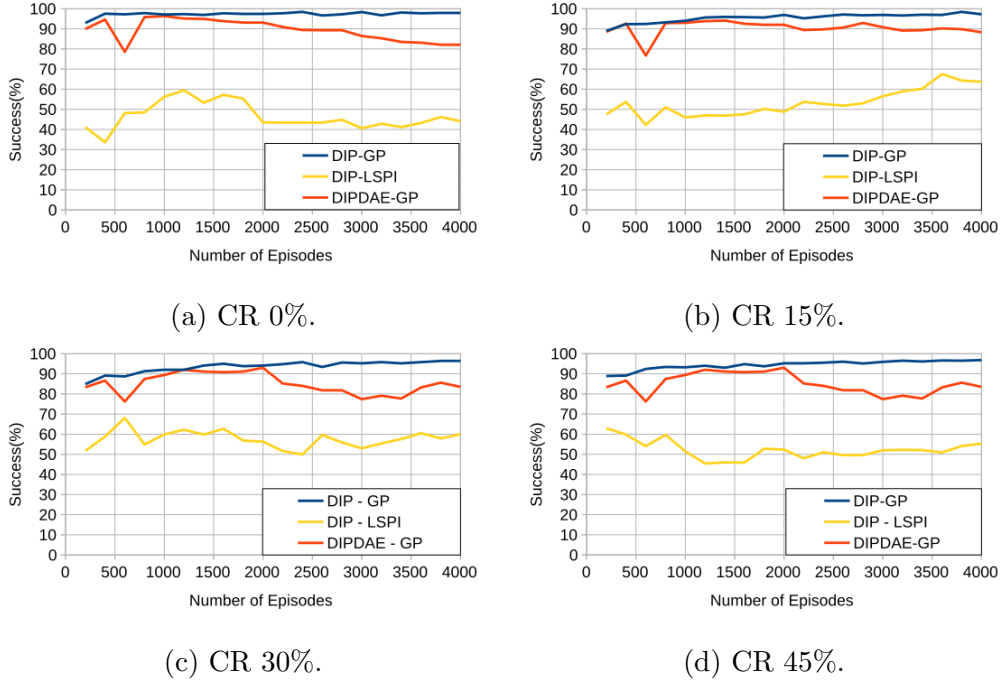 100
90
80
70
60
50
40
30
20
10
0
Success(%)
DIP-GP
DIP-LSPI
DIPDAE-GP
0 500 1000 1500 2000 2500 3000 3500 4000
Number of Episodes
(a) CR 0%.
100
90
80
70
60
50
40
30
20
10
0
Success(%)
DIP-GP
DIP-LSPI
DIPDAE-GP
0 500 1000 1500 2000 2500 3000 3500 4000
Number of Episodes
(b) CR 15%.
100
90
80
70
60
50
40
30
20
10
0
Success(%)
DIP - GP
DIP - LSPI
DIPDAE - GP
0 500 1000 1500 2000 2500 3000 3500 4000
Number of Episodes
(c) CR 30%.
100
90
80
70
60
50
40
30
20
10
0
Success(%)
DIP-GP
DIP - LSPI
DIPDAE-GP
0 500 1000 1500 2000 2500 3000 3500 4000
Number of Episodes
(d) CR 45%.